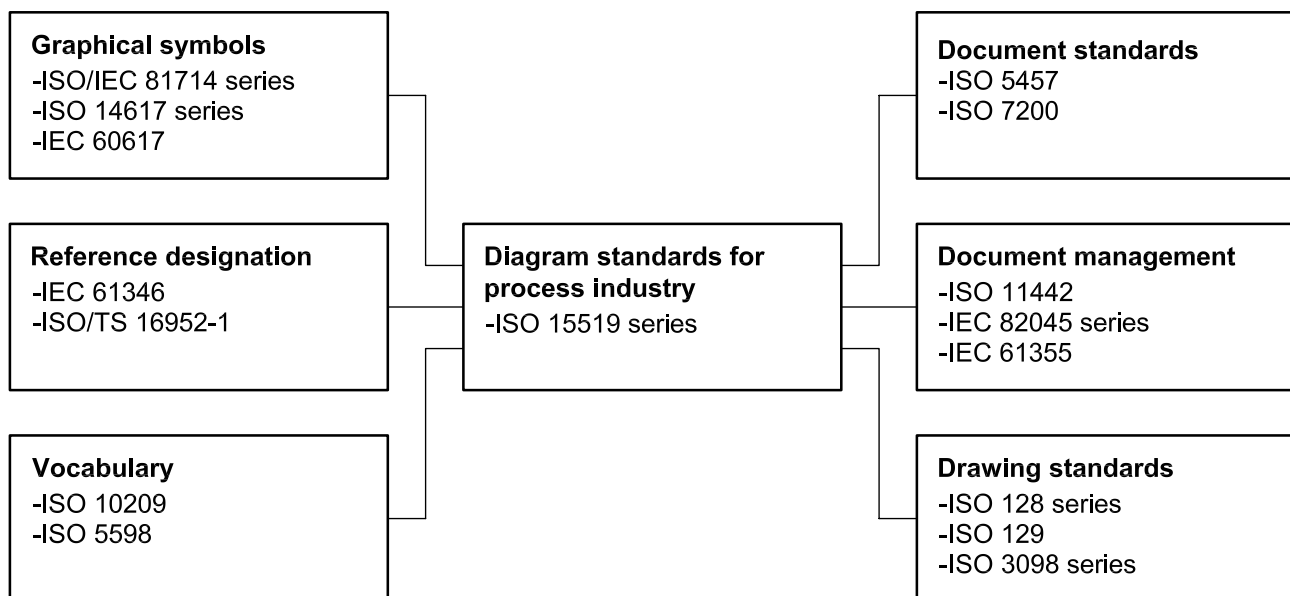 Graphical symbols
-ISO/IEC 81714 series
-ISO 14617 series
-IEC 60617
Reference designation
-IEC 61346
-ISO/TS 16952-1
Vocabulary
-ISO 10209
-ISO 5598
Diagram standards for
process industry
-ISO 15519 series
Document standards
-ISO 5457
-ISO 7200
Document management
-ISO 11442
-IEC 82045 series
-IEC 61355
Drawing standards
-ISO 128 series
-ISO 129
-ISO 3098 series